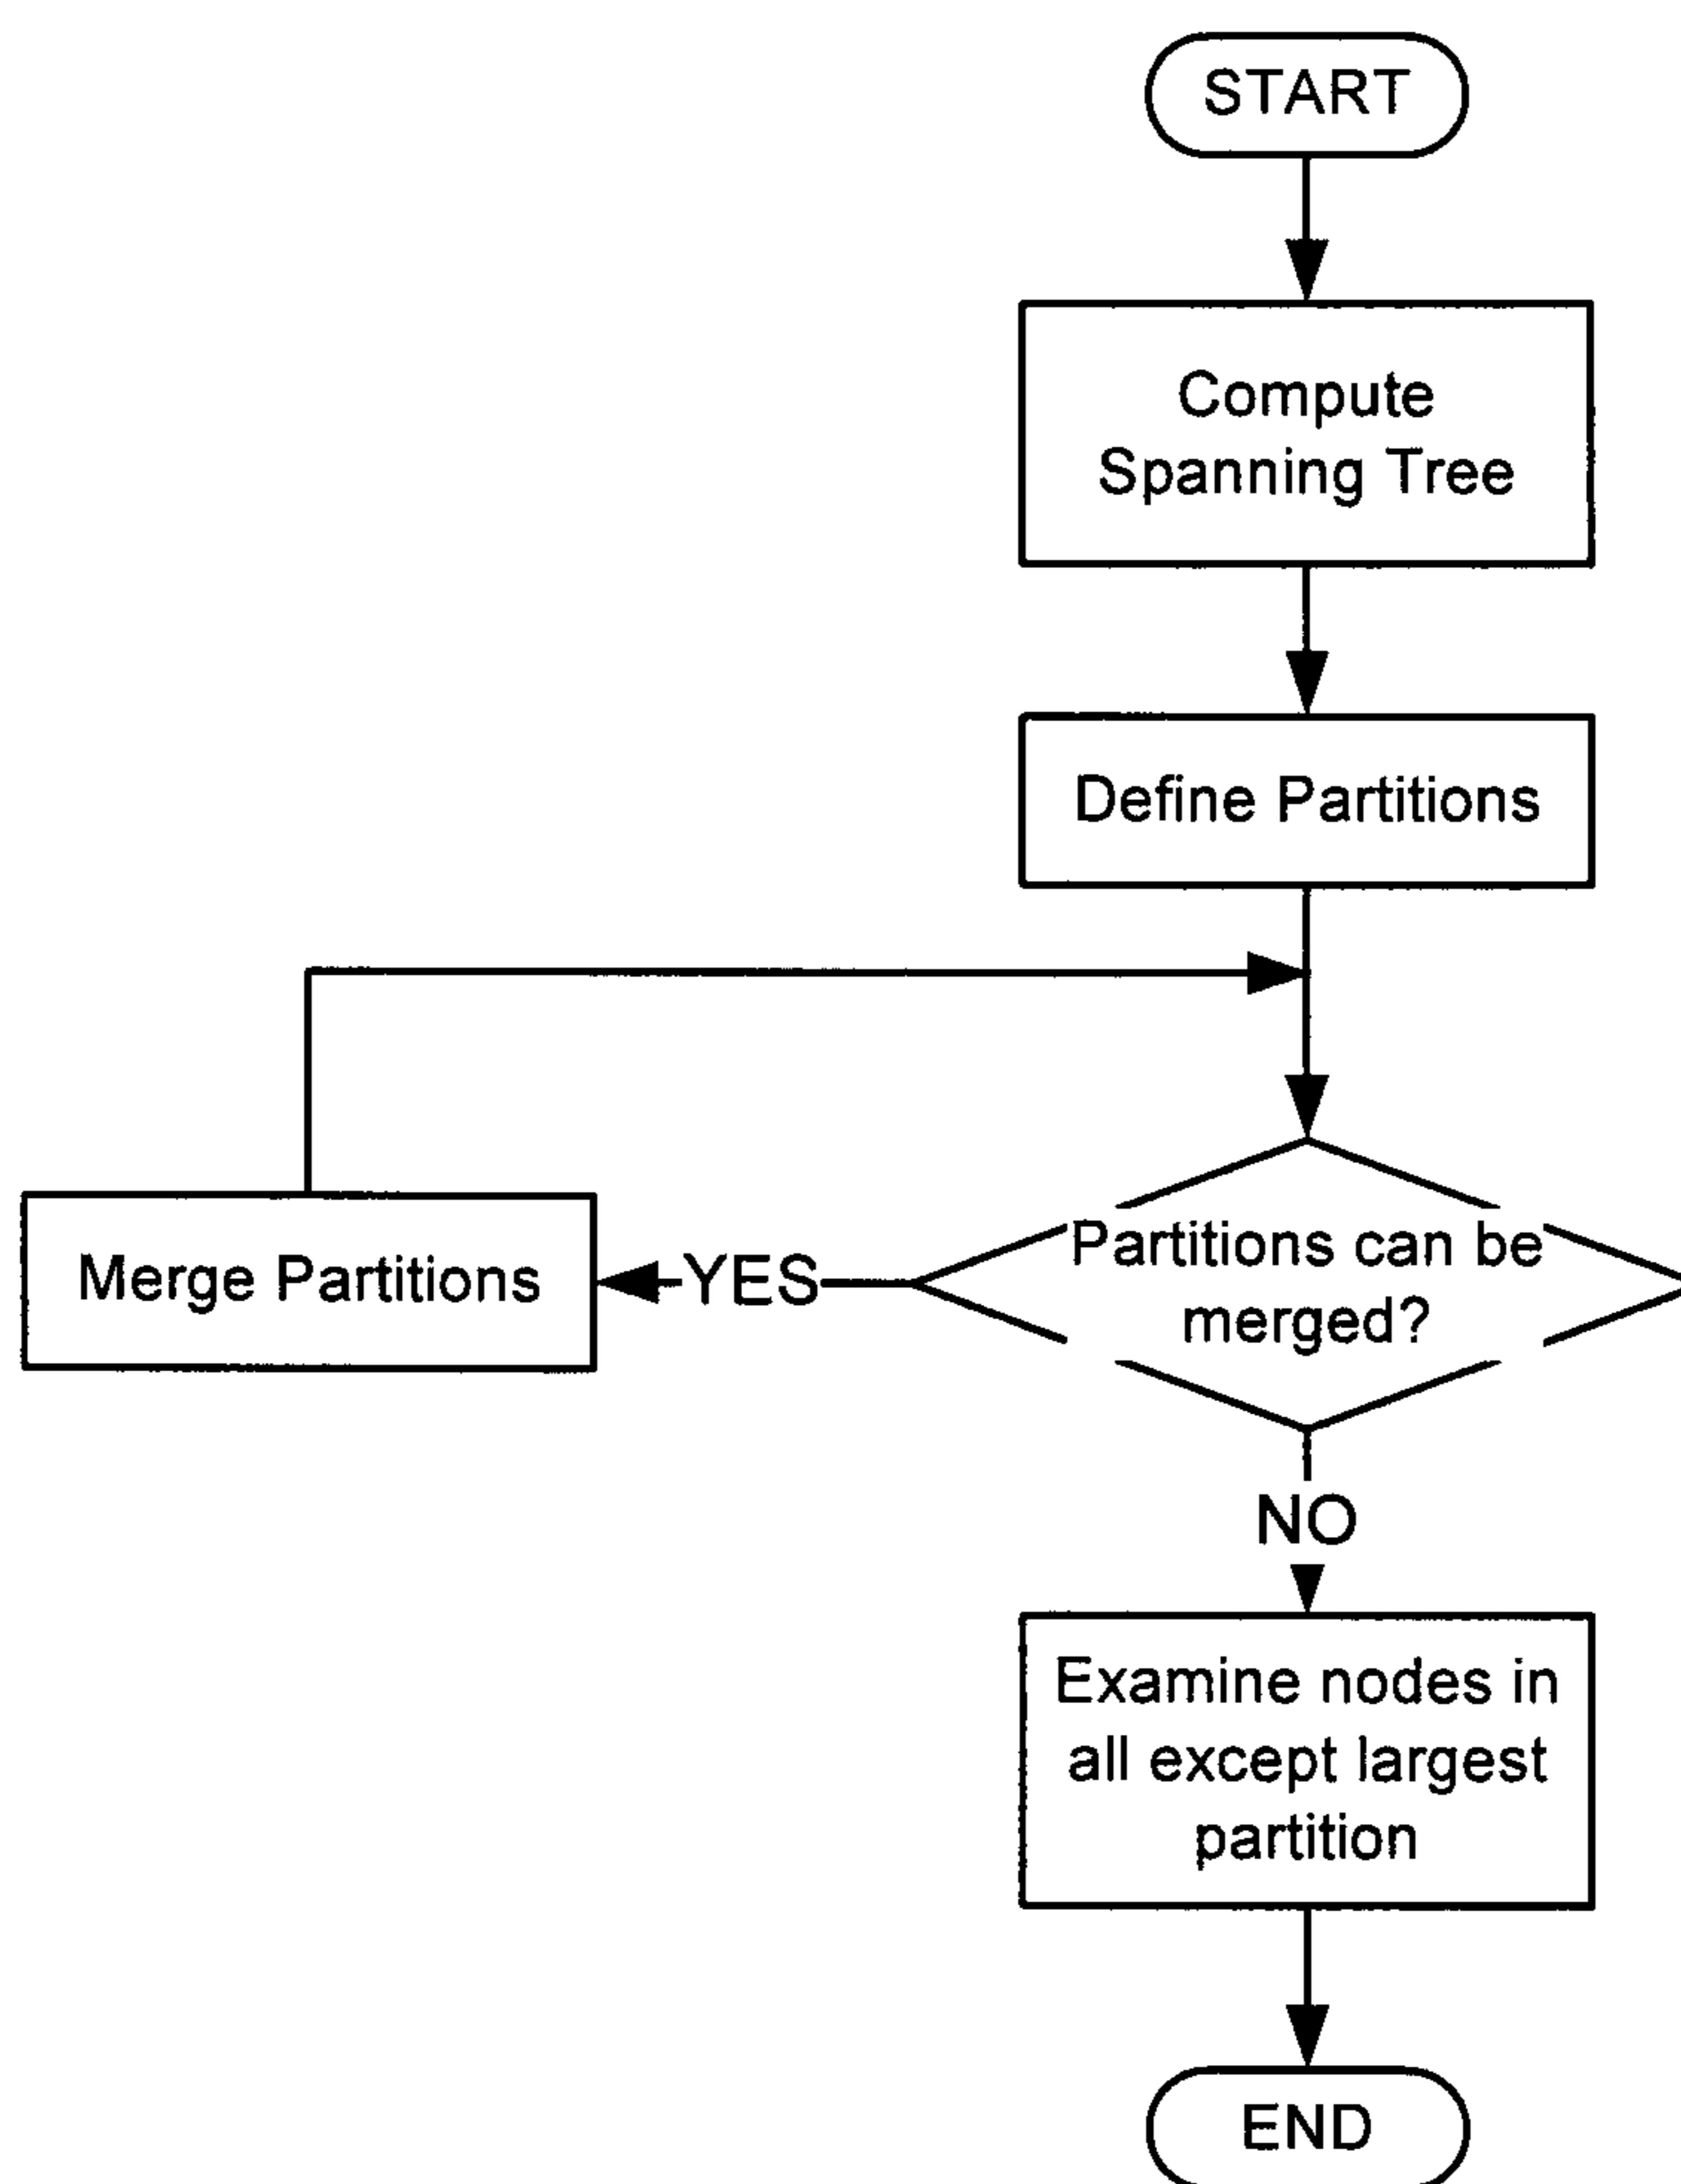 START
Compute
Spanning Tree
Define Partitions
Partitions can be
merged?
YES
Merge Partitions
NO
Examine nodes in
all except largest
partition
END